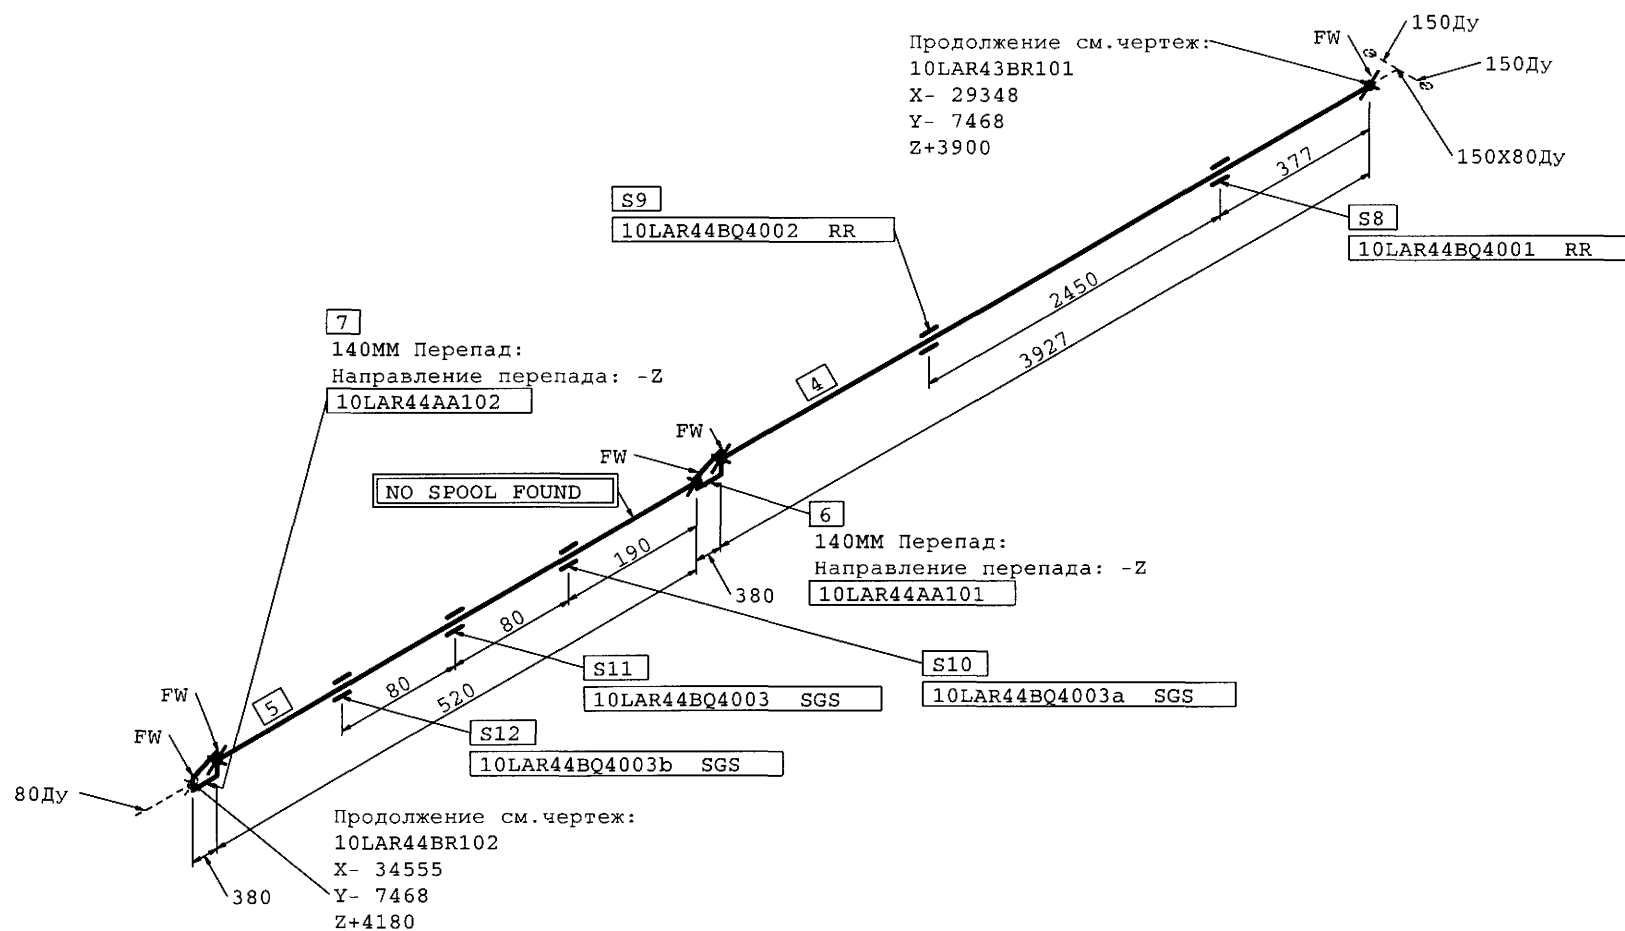 150Ду
FW
Продолжение см.чертеж:
10LAR43BR101
X- 29348
Y- 7468
Z+3900
150Ду
150X80Ду
377
S9
10LAR44BQ4002 RR
S8
10LAR44BQ4001 RR
2450
3927
7
140ММ Перепад:
Направление перепада: -Z
10LAR44AA102
4
FW
FW
NO SPOOL FOUND
6
140ММ Перепад:
Направление перепада: -Z
10LAR44AA101
190
380
80
S11
10LAR44BQ4003 SGS
S10
10LAR44BQ4003a SGS
80
520
5
FW
FW
S12
10LAR44BQ4003b SGS
80Ду
Продолжение см.чертеж:
10LAR44BR102
X- 34555
Y- 7468
Z+4180
380